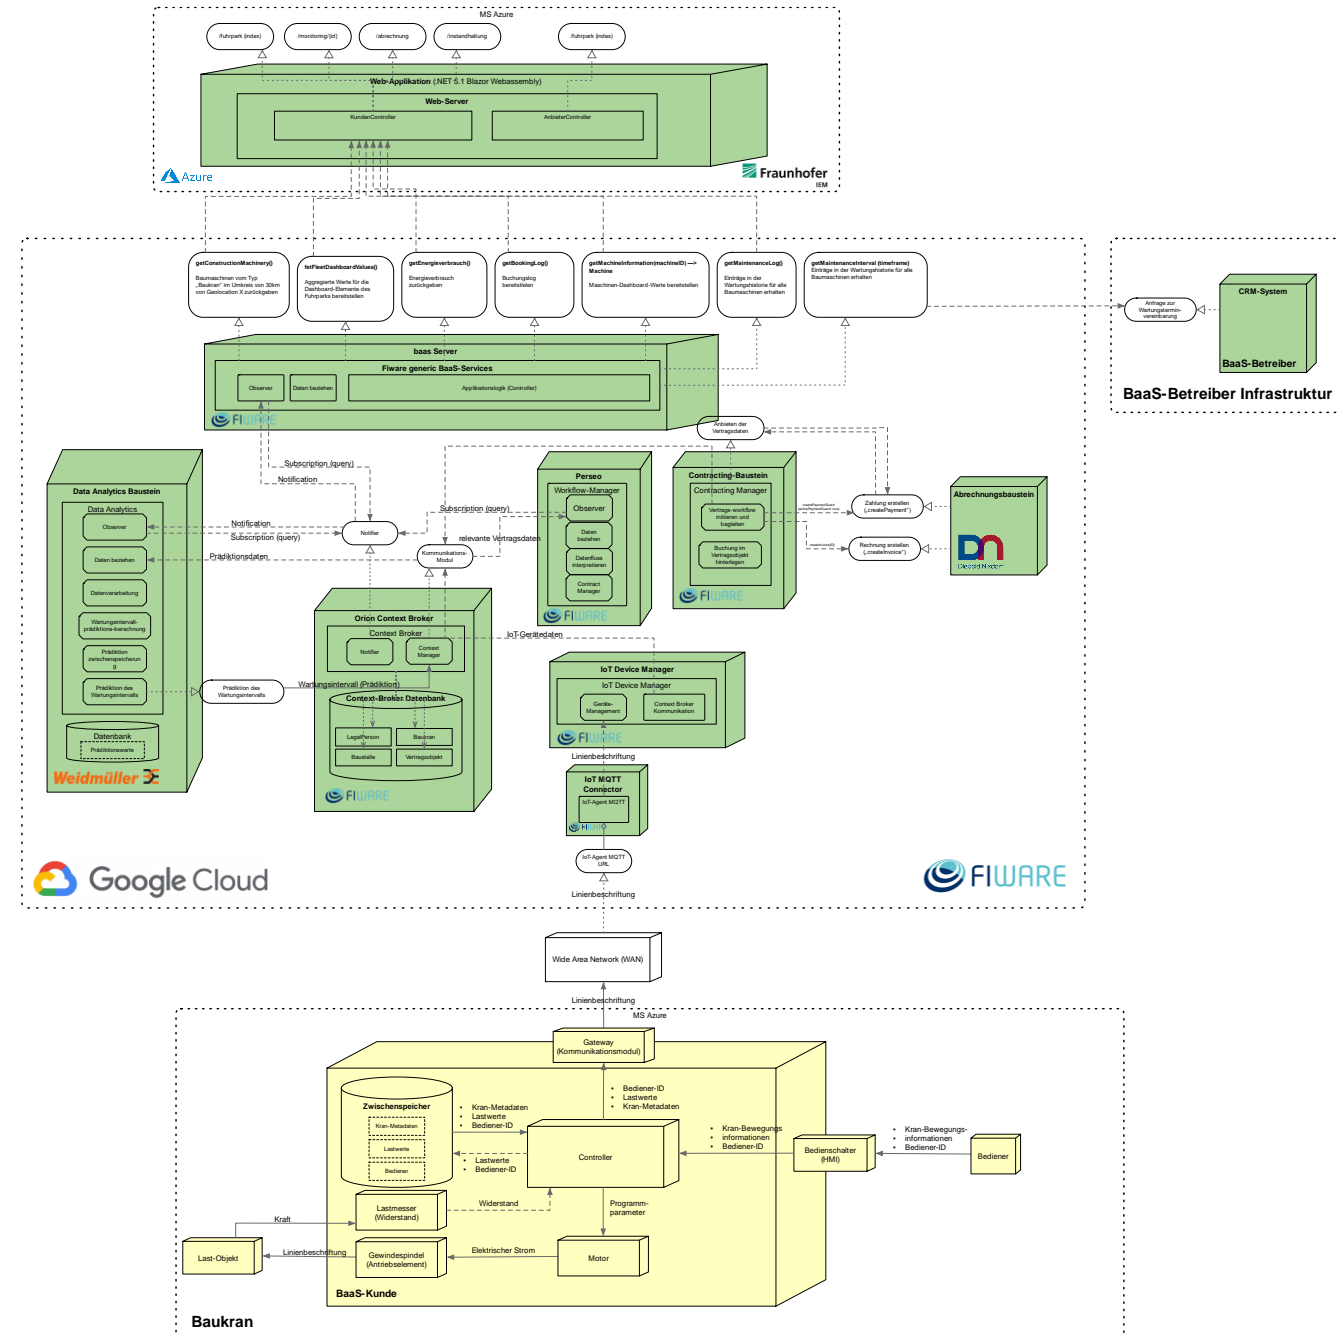 MS Azure
/fuhrpark (index)
/monitoring/{id}
/abrechnung
/instandhaltung
/fuhrpark (index)
Web-Applikation (.NET 5.1 Blazor Webassembly)
Web-Server
KundenController
AnbieterController
Azure
Fraunhofer
IEM
getConstructionMachinery()
Baumaschinen vom Typ
„Baukran" im Umkreis von 30km
von Geolocation X zurückgeben
fetFleetDashboardValues()
Aggregierte Werte für die
Dashboard-Elemente des
Fuhrparks bereitstellen
getEnergieverbrauch()
Energieverbrauch
zurückgeben
getBookingLog()
Buchungslog
bereitstellen
getMachineInformation(machineID) —>
Machine
Maschinen-Dashboard-Werte bereitstellen
getMaintenanceLog()
Einträge in der
Wartungshistorie für alle
Baumaschinen erhalten
getMaintenanceInterval (timeframe)
Einträge in der Wartungshistorie für alle
Baumaschinen erhalten
Anfrage zur
Wartungstermin-
vereinbarung
CRM-System
BaaS-Betreiber
BaaS-Betreiber Infrastruktur
baas Server
Fiware generic BaaS-Services
Observer
Daten beziehen
Applikationslogik (Controller)
FIWARE
Anbieten der
Vertragsdaten
Subscription (query)
Notification
Data Analytics Baustein
Data Analytics
Observer
Daten beziehen
Datenverarbeitung
Wartungsintervall-
prädiktions-berechnung
Prädiktion
zwischenspeicherun
g
Prädiktion des
Wartungsintervalls
Datenbank
Prädiktionswerte
Weidmüller
Notification
Subscription (query)
Prädiktionsdaten
Notifier
Kommunikations-
Modul
Subscription (query)
relevante Vertragsdaten
Perseo
Workflow-Manager
Observer
Daten
beziehen
Datenfluss
interpretieren
Contract
Manager
FIWARE
Contracting-Baustein
Contracting Manager
Vertrags-workflow
initiieren und
begleiten
Buchung im
Vertragsobjekt
hinterlegen
FIWARE
Zahlung erstellen
(„createPayment")
Rechnung erstellen
(„createInvoice")
Abrechnungsbaustein
Diebold Nixdorf
Prädiktion des
Wartungsintervalls
Wartungsintervall (Prädiktion)
Orion Context Broker
Context Broker
Notifier
Context
Manager
Context-Broker Datenbank
LegalPerson
Baukran
Baustelle
Vertragsobjekt
FIWARE
IoT-Gerätedaten
IoT Device Manager
IoT Device Manager
Geräte-
Management
Context Broker
Kommunikation
FIWARE
Linienbeschriftung
IoT MQTT
Connector
IoT-Agent MQTT
FIWARE
IoT-Agent MQTT
URL
Linienbeschriftung
Google Cloud
FIWARE
Wide Area Network (WAN)
Linienbeschriftung
MS Azure
Gateway
(Kommunikationsmodul)
• Bediener-ID
• Lastwerte
• Kran-Metadaten
Zwischenspeicher
Kran-Metadaten
Lastwerte
Bediener
• Kran-Metadaten
• Lastwerte
• Bediener-ID
• Lastwerte
• Bediener-ID
Controller
• Kran-Bewegungs
• informationen
• Bediener-ID
Bedienschalter
(HMI)
• Kran-Bewegungs-
• informationen
• Bediener-ID
Bediener
Lastmesser
(Widerstand)
Widerstand
Programm-
parameter
Kraft
Last-Objekt
Linienbeschriftung
Gewindespindel
(Antriebselement)
Elektrischer Strom
Motor
BaaS-Kunde
Baukran